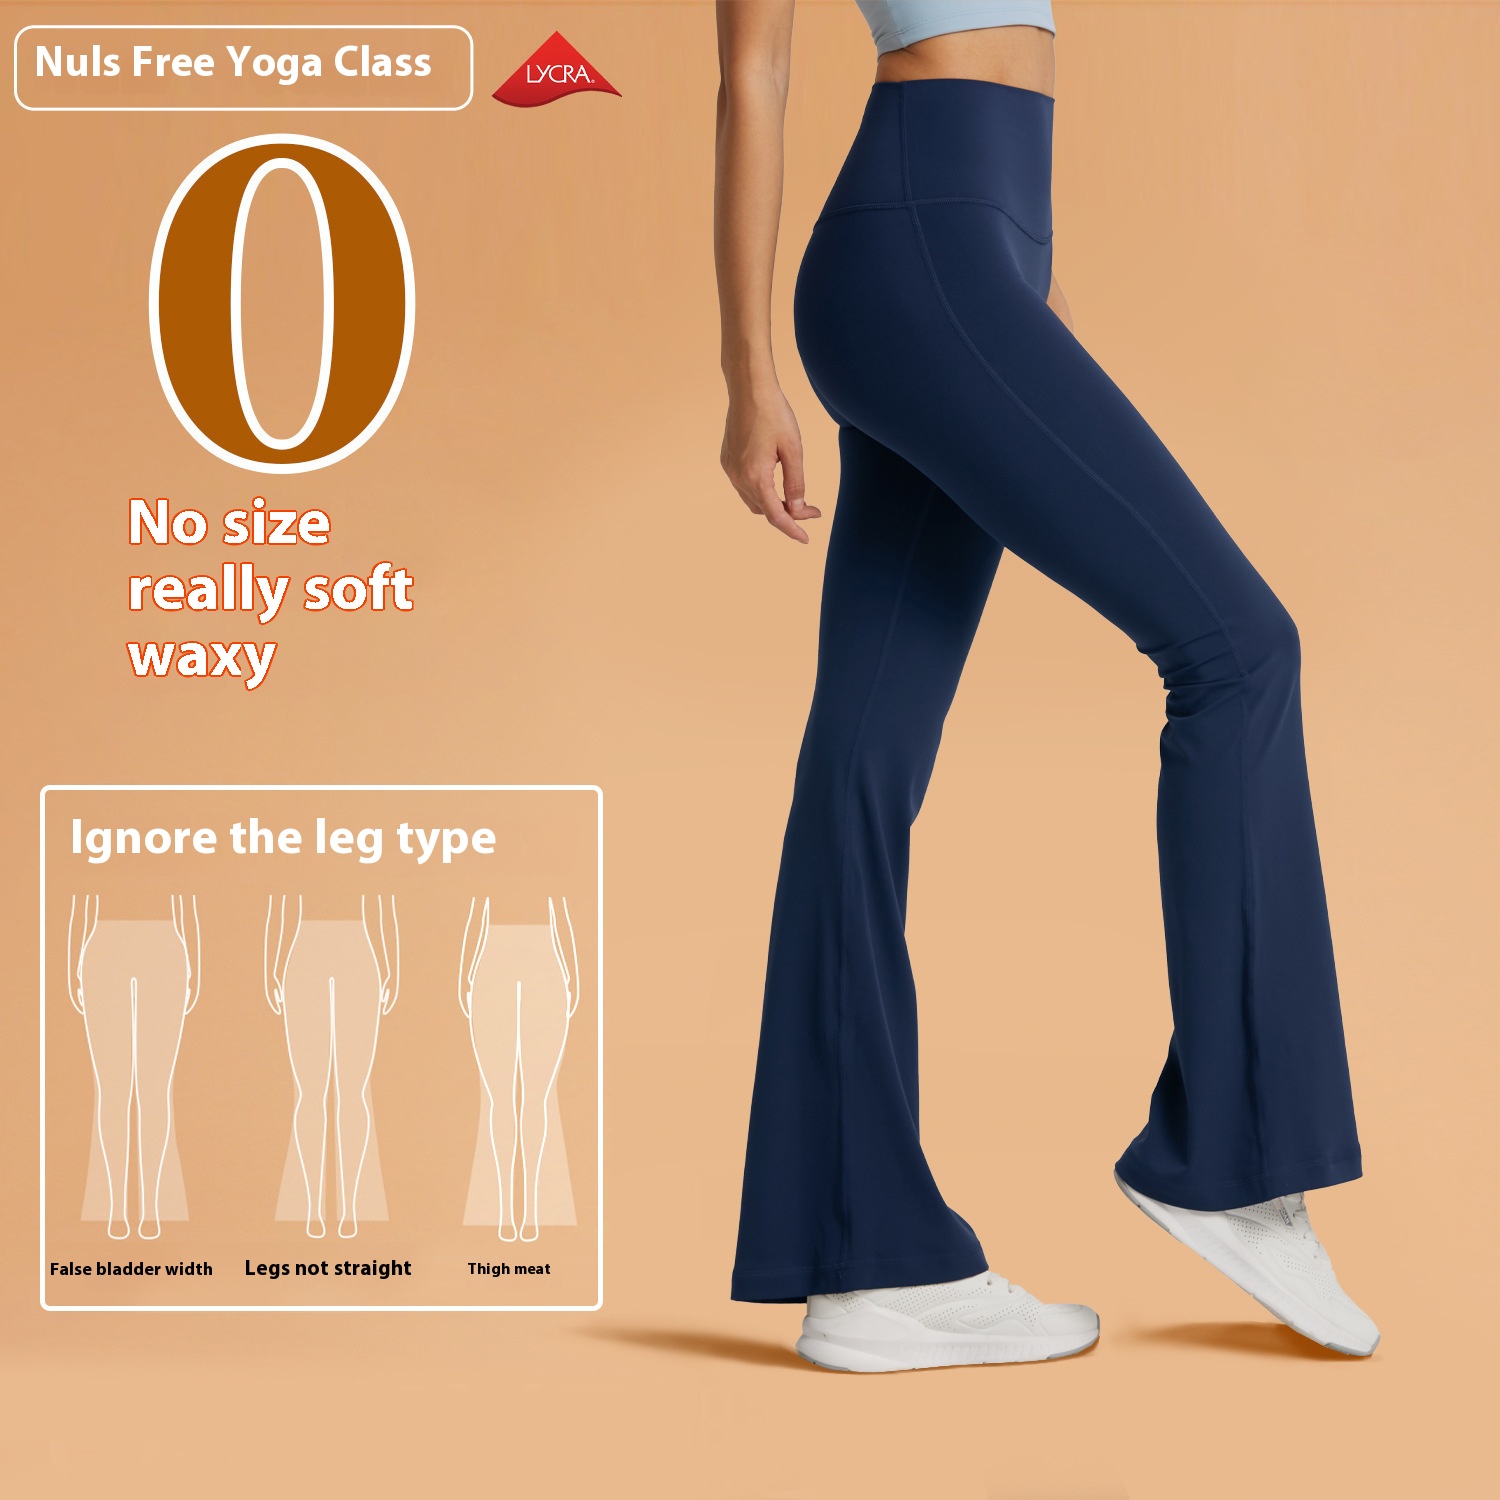 Nuls Free Yoga Class
LYCRA
0
No size
really soft
waxy
Ignore the leg type
False bladder width
Legs not straight
Thigh meat